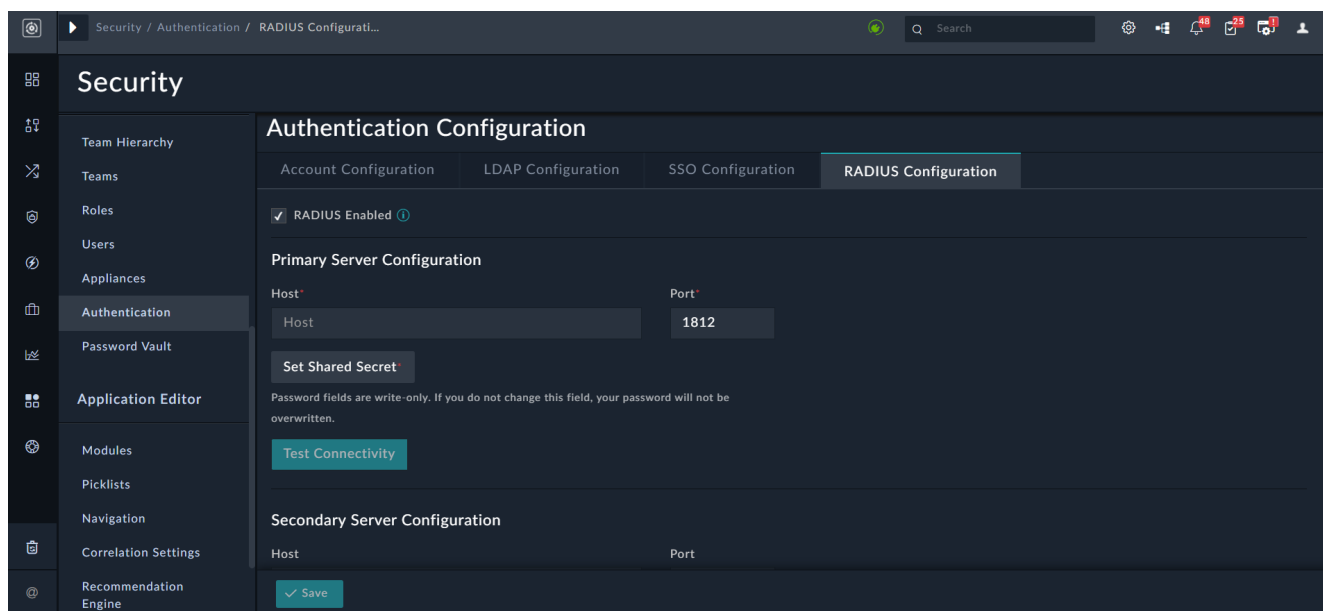 Security / Authentication / RADIUS Configurati...
Search
48
25
!
Security
Team Hierarchy
Teams
Roles
Users
Appliances
Authentication
Password Vault
Application Editor
Modules
Picklists
Navigation
Correlation Settings
Recommendation
Engine
@
Authentication Configuration
Account Configuration
LDAP Configuration
SSO Configuration
RADIUS Configuration
RADIUS Enabled
Primary Server Configuration
Host*
Port*
Host
1812
Set Shared Secret*
Password fields are write-only. If you do not change this field, your password will not be
overwritten.
Test Connectivity
Secondary Server Configuration
Host
Port
Save